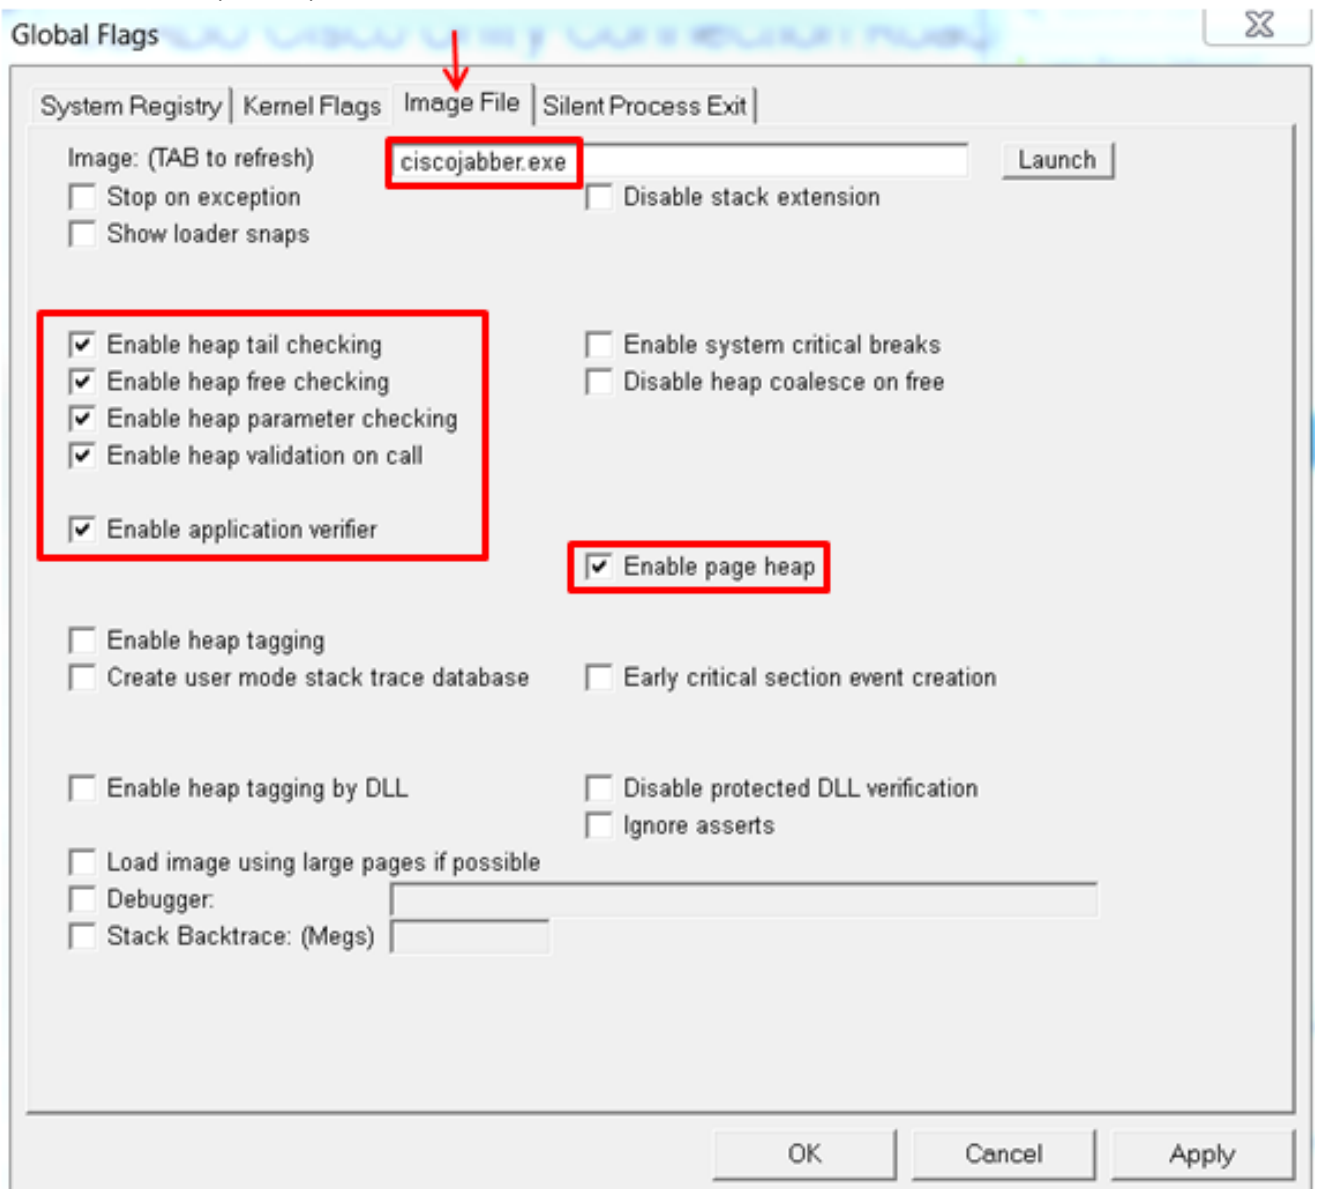 Global Flags
System Registry Kernel Flags Image File Silent Process Exit
Image: (TAB to refresh) ciscojabber.exe Launch
Stop on exception Disable stack extension
Show loader snaps
Enable heap tail checking Enable system critical breaks
Enable heap free checking Disable heap coalesce on free
Enable heap parameter checking
Enable heap validation on call
Enable application verifier
Enable page heap
Enable heap tagging
Create user mode stack trace database Early critical section event creation
Enable heap tagging by DLL Disable protected DLL verification
Ignore asserts
Load image using large pages if possible
Debugger:
Stack Backtrace: (Megs)
OK Cancel Apply